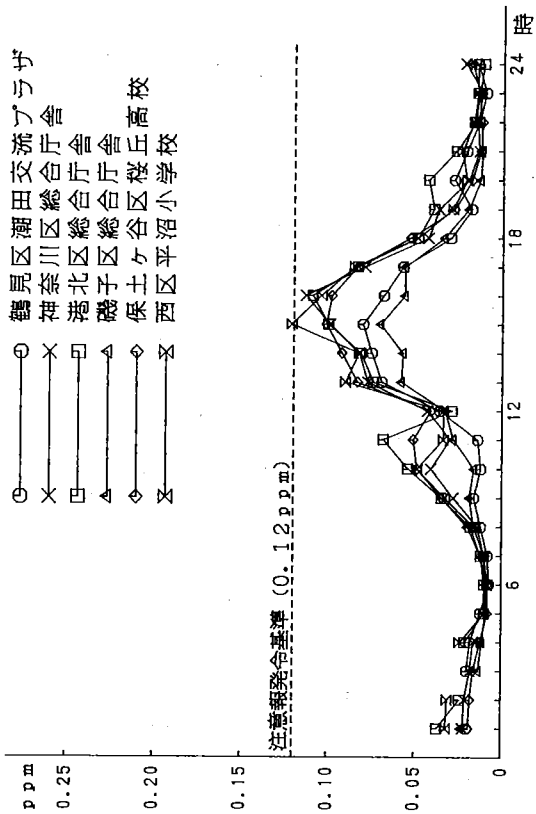 ppm
0.25
0.20
0.15
0.10
0.05
0
鶴見区潮田交流プラザ
神奈川区総合庁舎
港北区総合庁舎
磯子区総合庁舎
保土ヶ谷区桜丘高校
西区平沼小学校
注意報発令基準(0.12ppm)
6
12
18
24
時